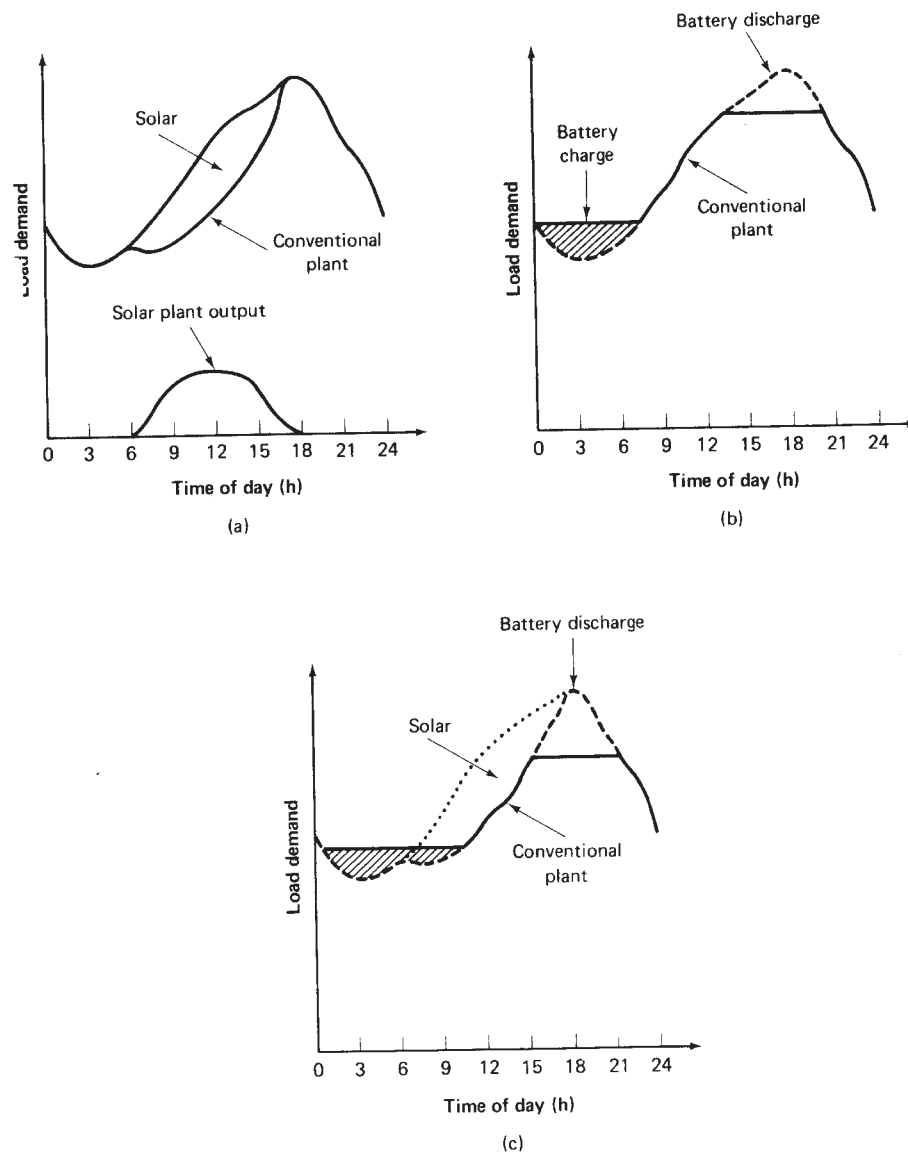 Battery discharge
Solar
Battery
charge
Load demand
Conventional
plant
Load demand
Conventional
plant
Solar plant output
0 3 6 9 12 15 18 21 24
Time of day (h)
(a)
0 3 6 9 12 15 18 21 24
Time of day (h)
(b)
Battery discharge
Solar
Load demand
Conventional
plant
0 3 6 9 12 15 18 21 24
Time of day (h)
(c)